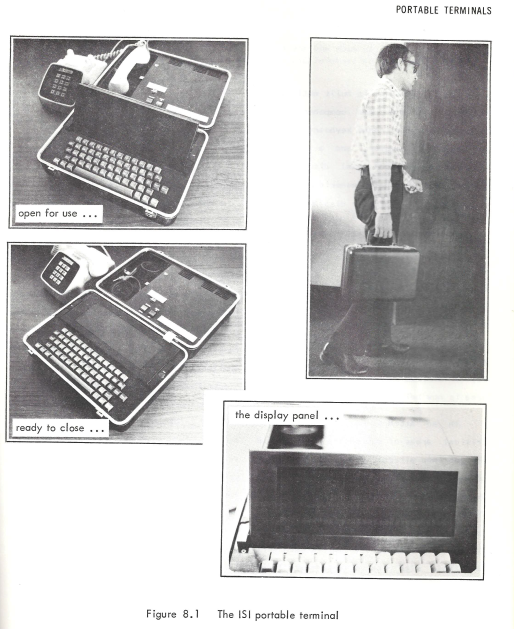 PORTABLE TERMINALS
open for use ...
ready to close ...
the display panel ...
Figure 8.1 The ISI portable terminal